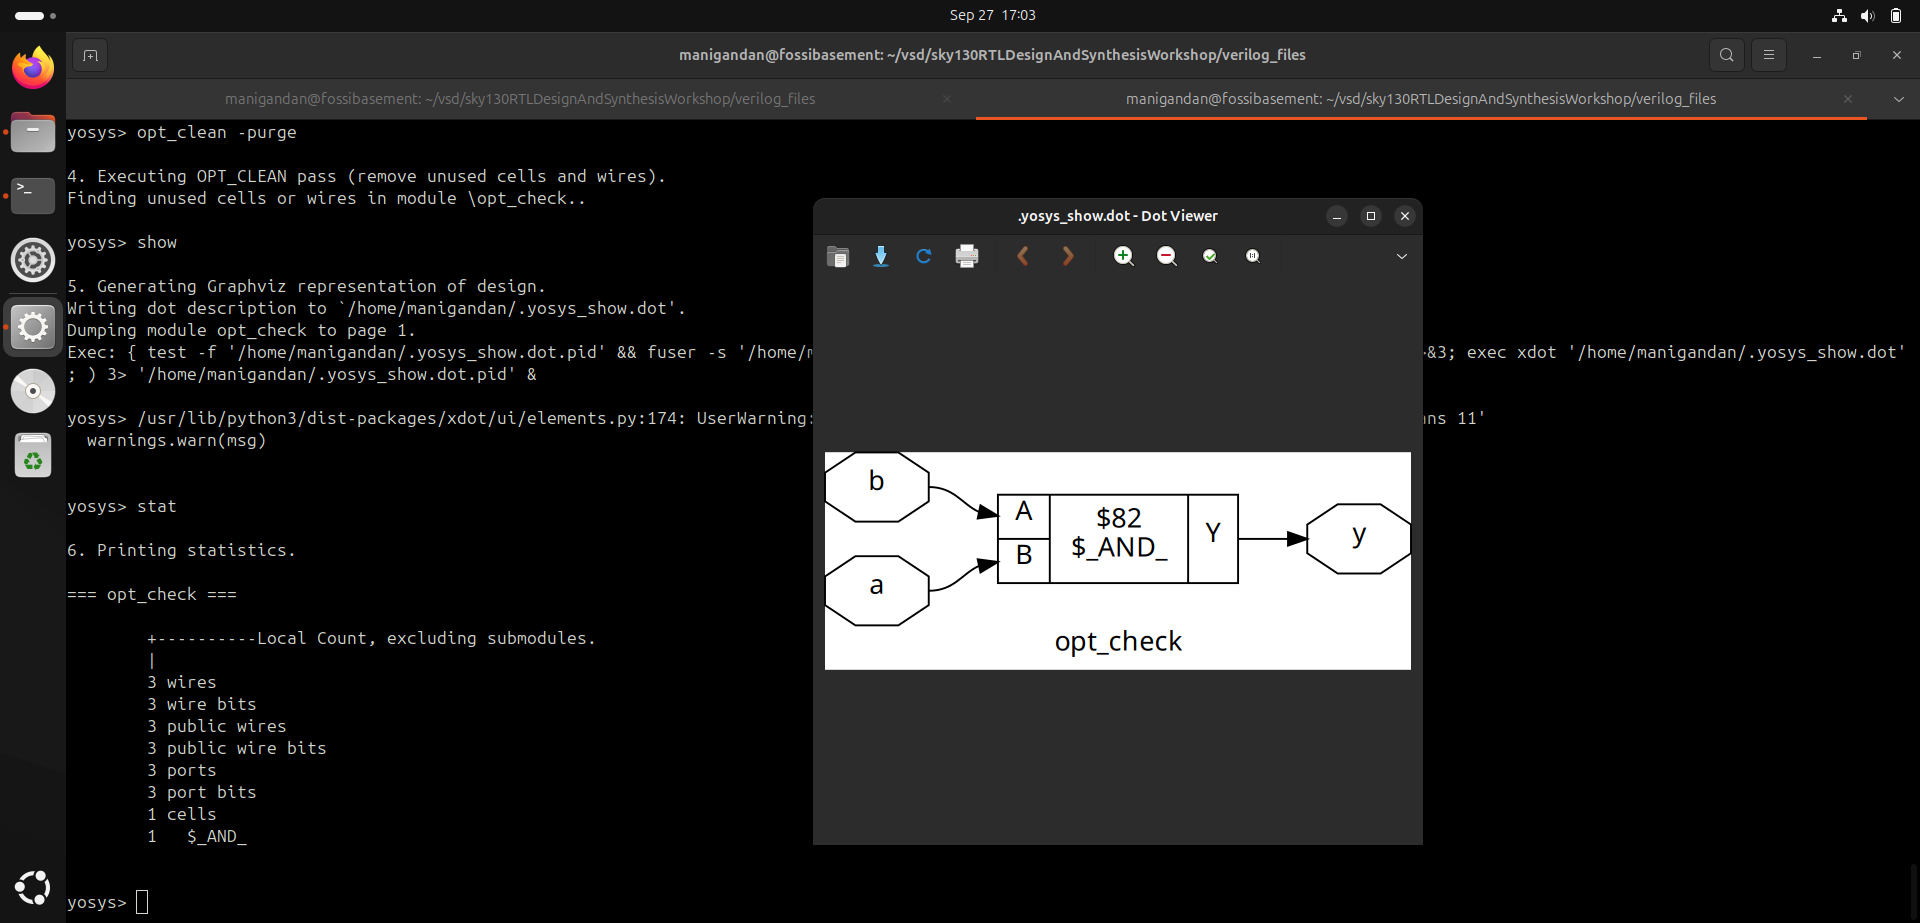 Sep 27 17:03
manigandan@fossibasement: ~/vsd/sky130RTLDesignAndSynthesisWorkshop/verilog_files
manigandan@fossibasement: ~/vsd/sky130RTLDesignAndSynthesisWorkshop/verilog_files
manigandan@fossibasement: ~/vsd/sky130RTLDesignAndSynthesisWorkshop/verilog_files
yosys> opt_clean -purge
4. Executing OPT_CLEAN pass (remove unused cells and wires).
Finding unused cells or wires in module \opt_check..
yosys> show
5. Generating Graphviz representation of design.
Writing dot description to `/home/manigandan/.yosys_show.dot'.
Dumping module opt_check to page 1.
Exec: { test -f '/home/manigandan/.yosys_show.dot.pid' && fuser -s '/home/m &3; exec xdot '/home/manigandan/.yosys_show.dot'
; ) 3> '/home/manigandan/.yosys_show.dot.pid' &
yosys> /usr/lib/python3/dist-packages/xdot/ui/elements.py:174: UserWarning: ns 11'
warnings.warn(msg)
yosys> stat
6. Printing statistics.
=== opt_check ===
+----------Local Count, excluding submodules.
|
3 wires
3 wire bits
3 public wires
3 public wire bits
3 ports
3 port bits
1 cells
1 $_AND_
yosys>
.yosys_show.dot - Dot Viewer
b
a
A
B
$82
$_AND_
Y
y
opt_check